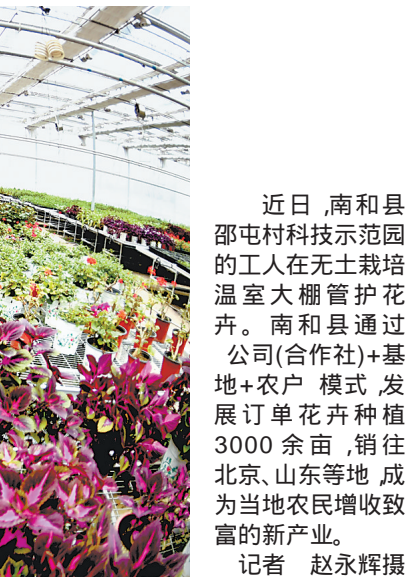 近日,南和县
邵屯村科技示范园
的工人在无土栽培
温室大棚管护花
卉。南和县通过
公司(合作社)+基
地+农户 模式,发
展订单花卉种植
3000余亩,销往
北京、山东等地,成
为当地农民增收致
富的新产业。
记者 赵永辉摄